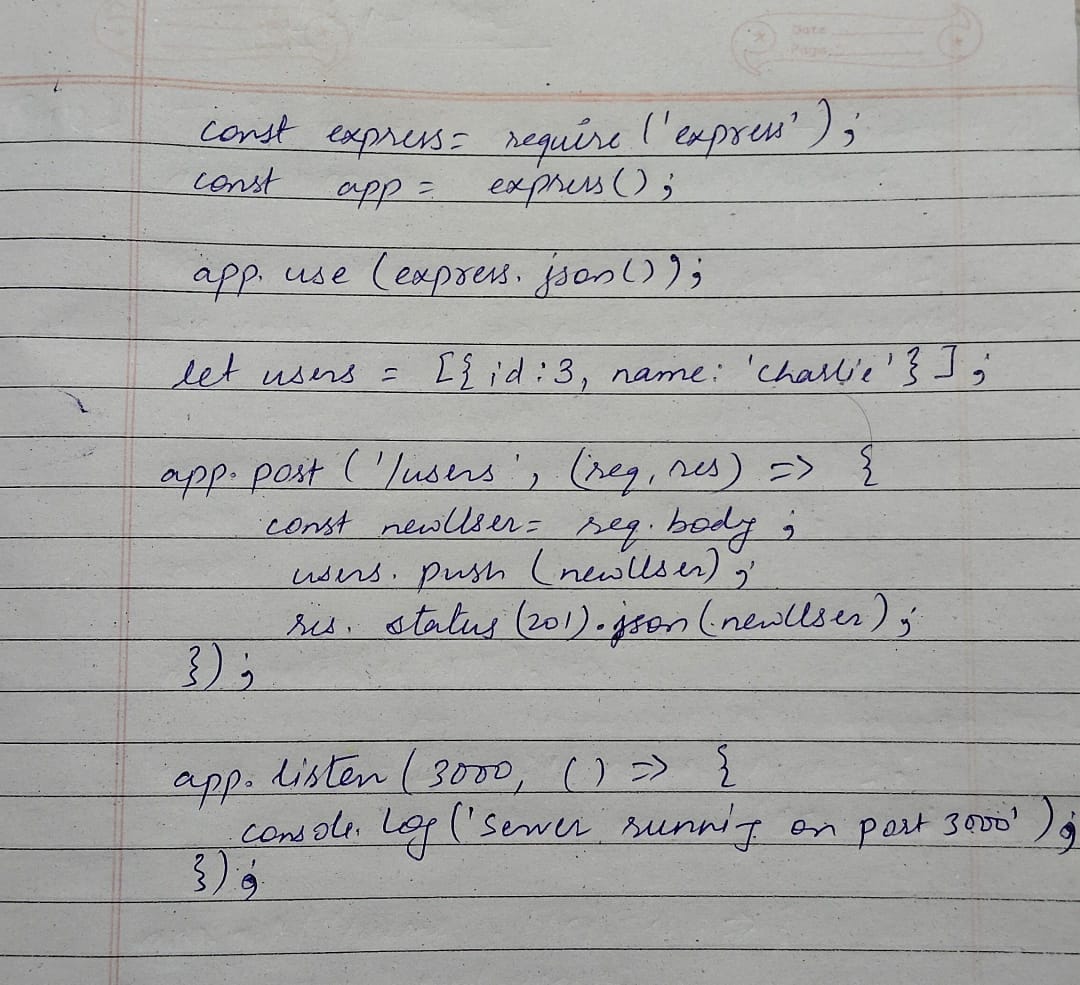 Date
Page
const express = require ('express');
const app = express();
app.use (express.json());
let users = [{id:3, name: 'charlie'}];
app.post ('/users', (req, res) => {
const newUser = req.body;
users.push (newUser);
res.status(201).json(newUser);
});
app.listen (3000, () => {
console.log ('Server running on port 3000');
});